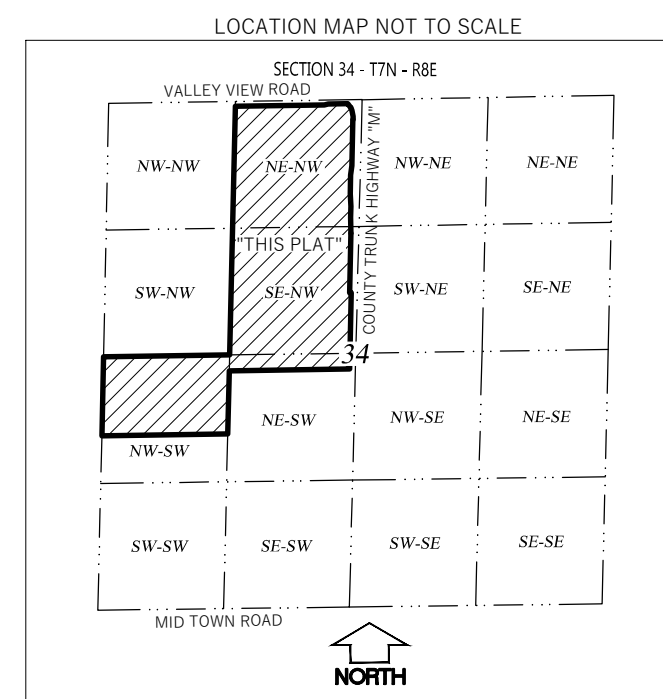 LOCATION MAP NOT TO SCALE
SECTION 34 - T7N - R8E
VALLEY VIEW ROAD
NW-NW
NE-NW
NW-NE
NE-NE
COUNTY TRUNK HIGHWAY "M"
"THIS PLAT"
SW-NW
SE-NW
SW-NE
SE-NE
34
NW-SW
NE-SW
NW-SE
NE-SE
SW-SW
SE-SW
SW-SE
SE-SE
MID TOWN ROAD
NORTH